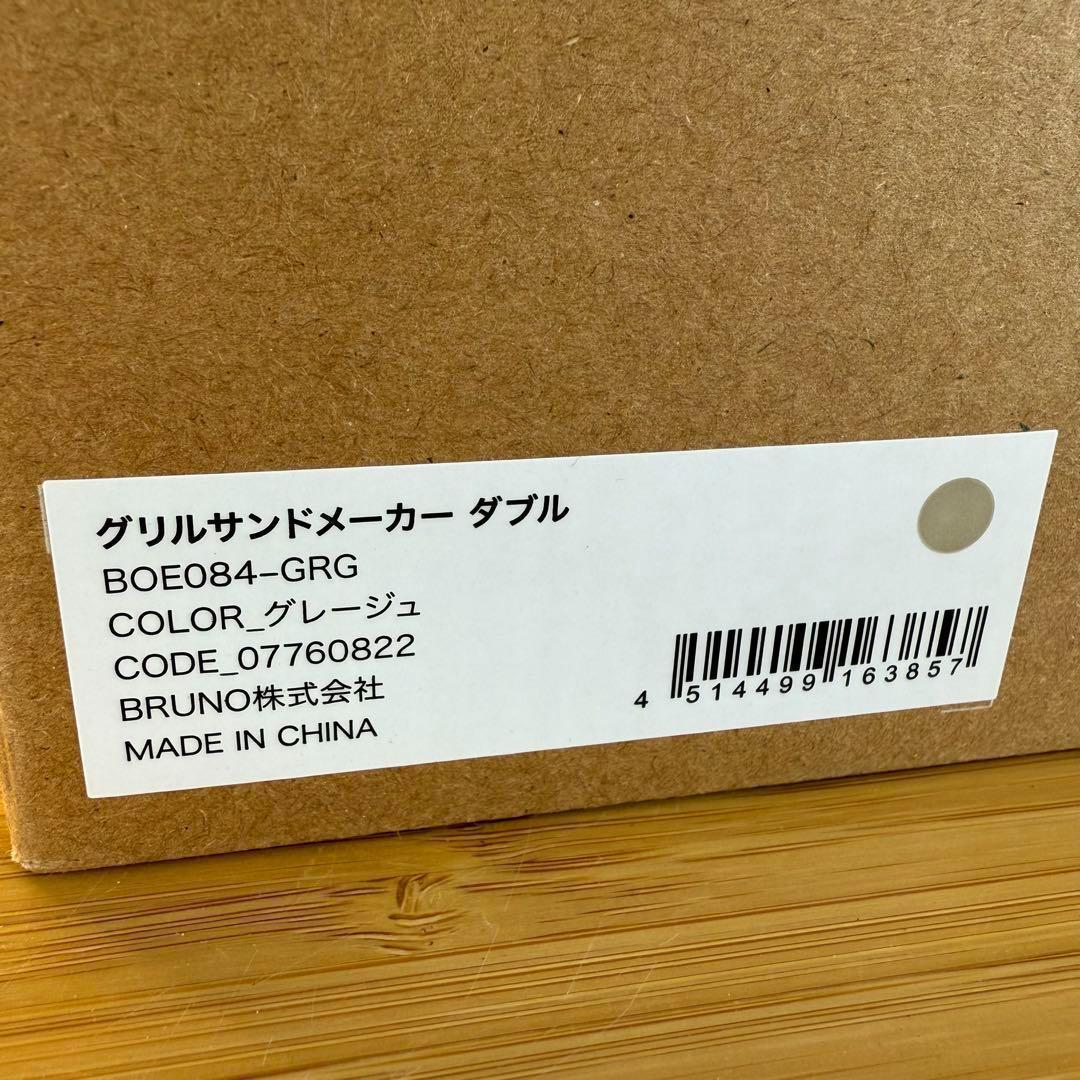 グリルサンドメーカー ダブル
BOE084-GRG
COLOR_グレージュ
CODE_07760822
BRUNO株式会社
MADE IN CHINA
4 514499 163857